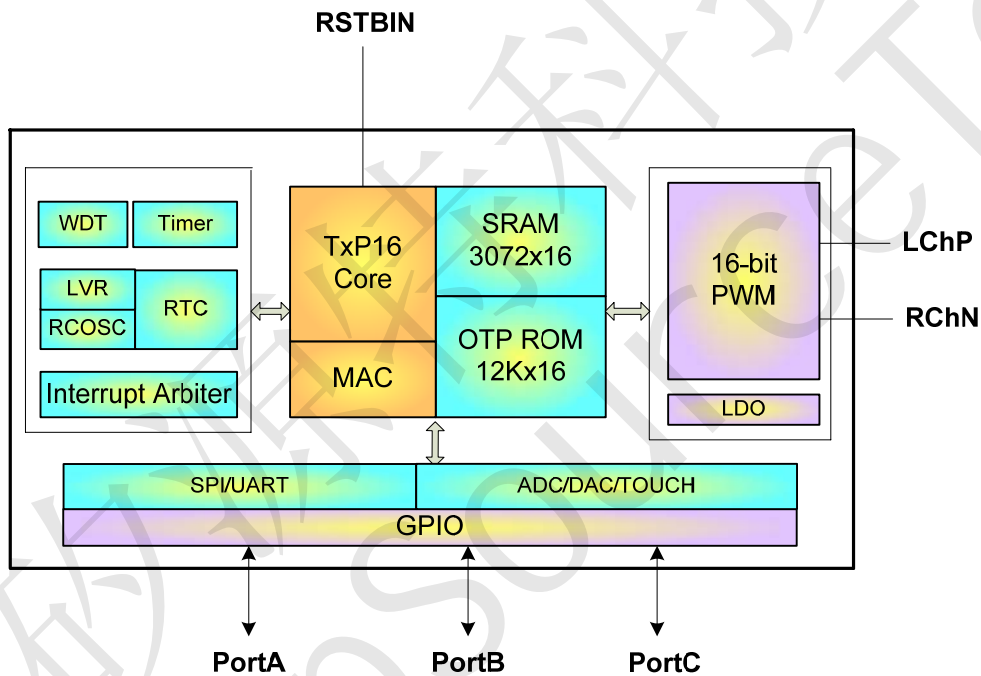 RSTBIN
WDT
Timer
LVR
RCOSC
RTC
Interrupt Arbiter
TxP16
Core
MAC
SRAM
3072x16
OTP ROM
12Kx16
16-bit
PWM
LDO
LChP
RChN
SPI/UART
ADC/DAC/TOUCH
GPIO
PortA
PortB
PortC